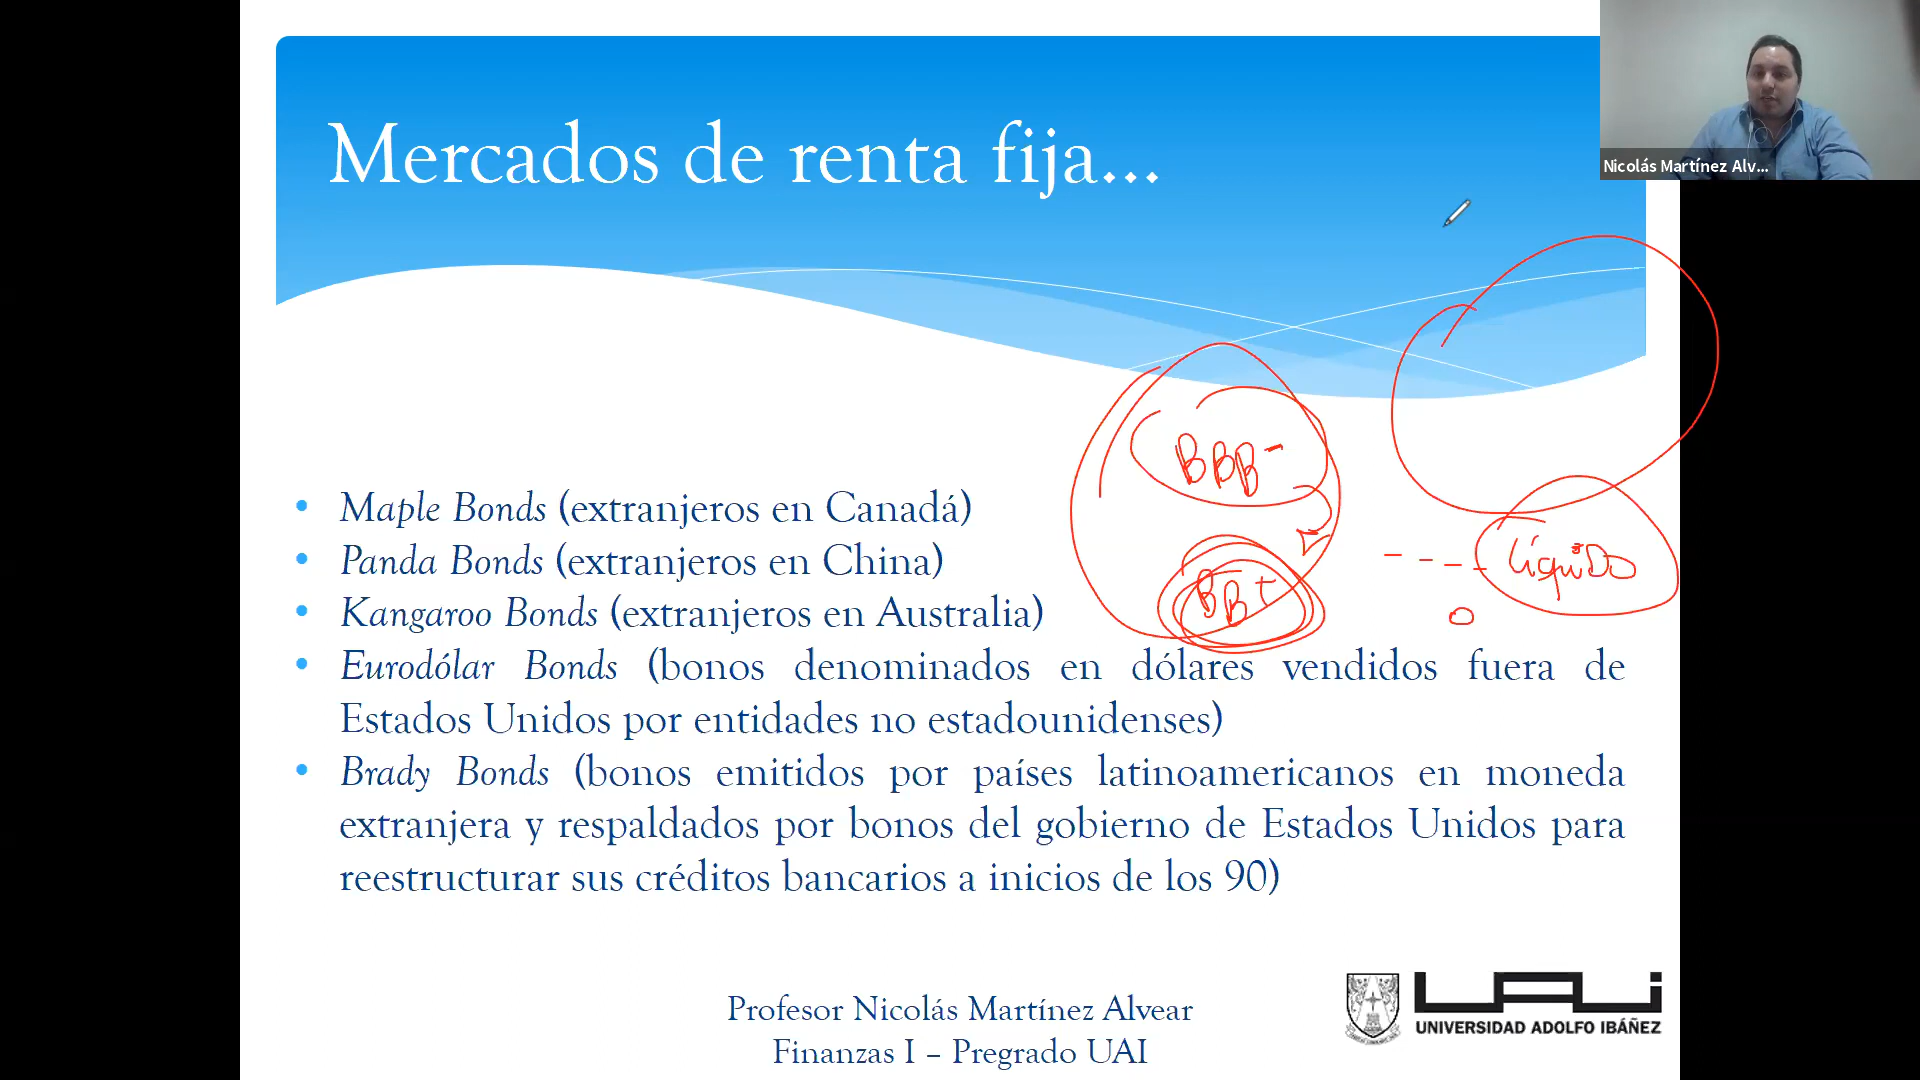 Mercados de renta fija...
Nicolás Martínez Alv...
BBB-
• Maple Bonds (extranjeros en Canadá)
• Panda Bonds (extranjeros en China)
BB+
---- líquido
• Kangaroo Bonds (extranjeros en Australia)
• Eurodólar Bonds (bonos denominados en dólares vendidos fuera de
Estados Unidos por entidades no estadounidenses)
• Brady Bonds (bonos emitidos por países latinoamericanos en moneda
extranjera y respaldados por bonos del gobierno de Estados Unidos para
reestructurar sus créditos bancarios a inicios de los 90)
Profesor Nicolás Martínez Alvear
Finanzas I – Pregrado UAI
UAI
UNIVERSIDAD ADOLFO IBÁÑEZ